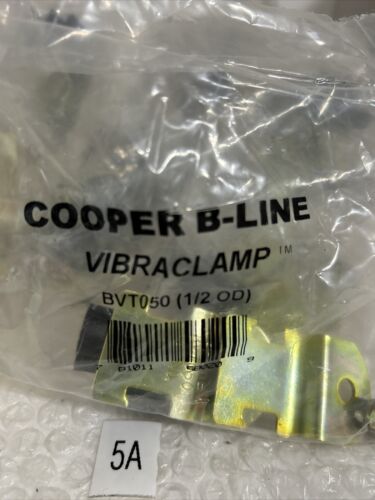 COOPER B-LINE
VIBRACLAMP™
BVT050 (1/2 OD)
5A